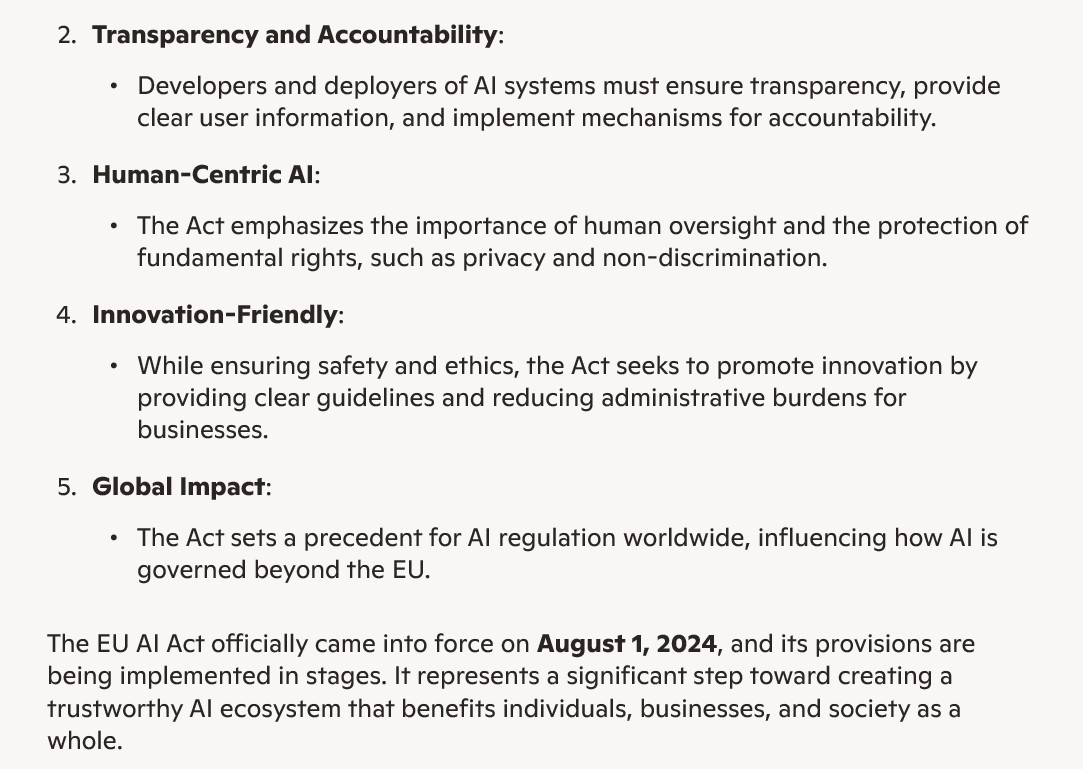 2. Transparency and Accountability:
• Developers and deployers of AI systems must ensure transparency, provide
clear user information, and implement mechanisms for accountability.
3. Human-Centric AI:
• The Act emphasizes the importance of human oversight and the protection of
fundamental rights, such as privacy and non-discrimination.
4. Innovation-Friendly:
• While ensuring safety and ethics, the Act seeks to promote innovation by
providing clear guidelines and reducing administrative burdens for
businesses.
5. Global Impact:
• The Act sets a precedent for AI regulation worldwide, influencing how AI is
governed beyond the EU.
The EU AI Act officially came into force on August 1, 2024, and its provisions are
being implemented in stages. It represents a significant step toward creating a
trustworthy AI ecosystem that benefits individuals, businesses, and society as a
whole.